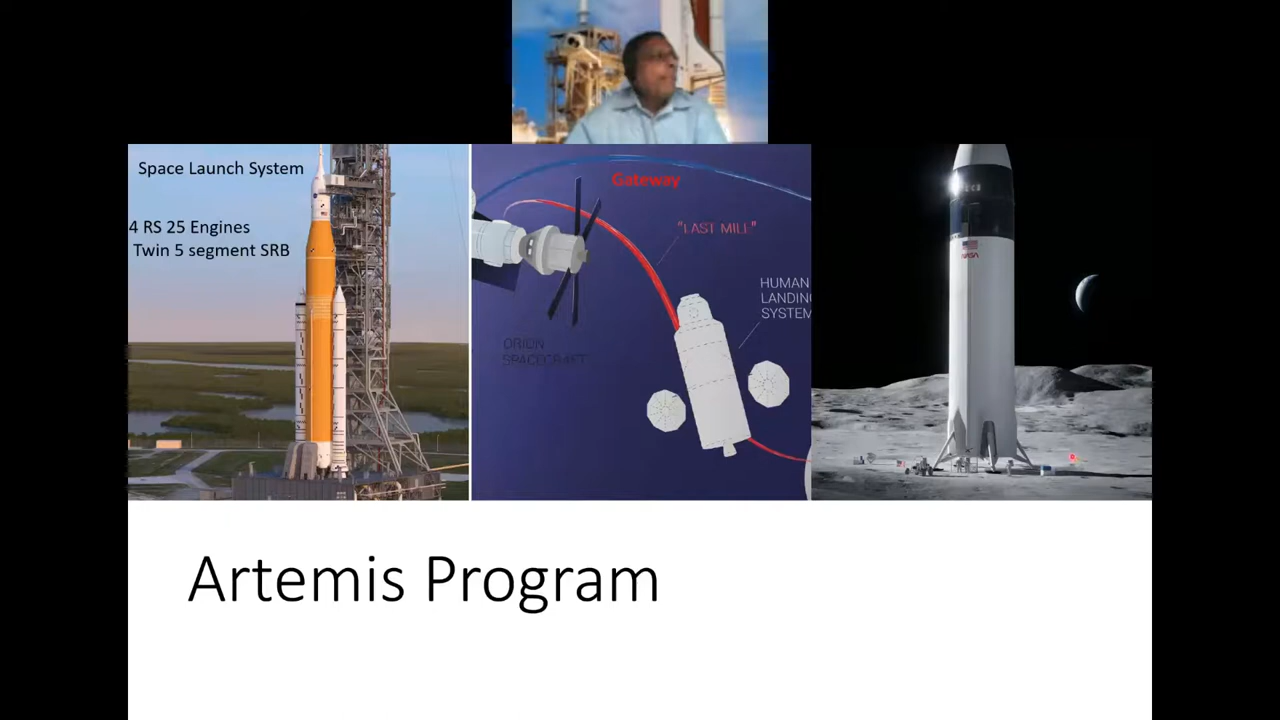 Space Launch System
4 RS 25 Engines
Twin 5 segment SRB
Gateway
"LAST MILE"
HUMAN
LANDING
SYSTEM
ORION
SPACECRAFT
NASA
Artemis Program